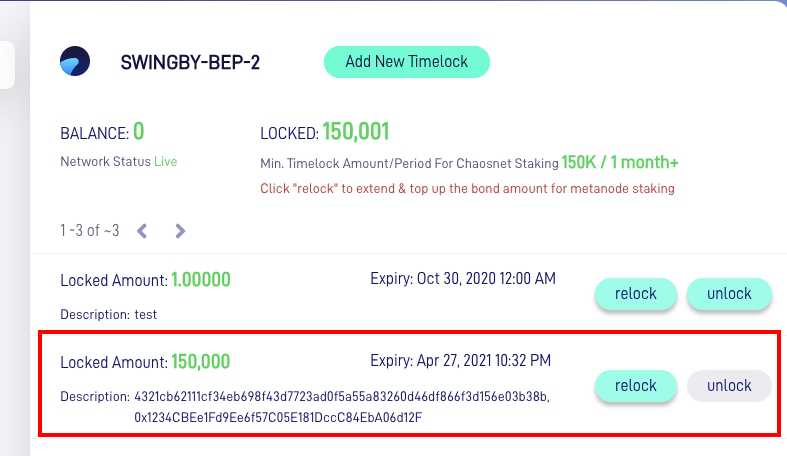 SWINGBY-BEP-2 Add New Timelock
BALANCE: 0 LOCKED: 150,001
Network Status Live Min. Timelock Amount/Period For Chaosnet Staking 150K / 1 month+
Click "relock" to extend & top up the bond amount for metanode staking
1 -3 of ~3
Locked Amount: 1.00000 Expiry: Oct 30, 2020 12:00 AM relock unlock
Description: test
Locked Amount: 150,000 Expiry: Apr 27, 2021 10:32 PM relock unlock
Description: 4321cb62111cf34eb698f43d7723ad0f5a55a83260d46df866f3d156e03b38b,
0x1234CBEe1Fd9Ee6f57C05E181DccC84EbA06d12F